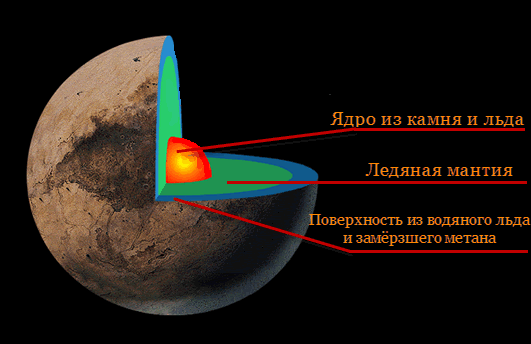 Ядро из камня и льда
Ледяная мантия
Поверхность из водяного льда
и замёрзшего метана